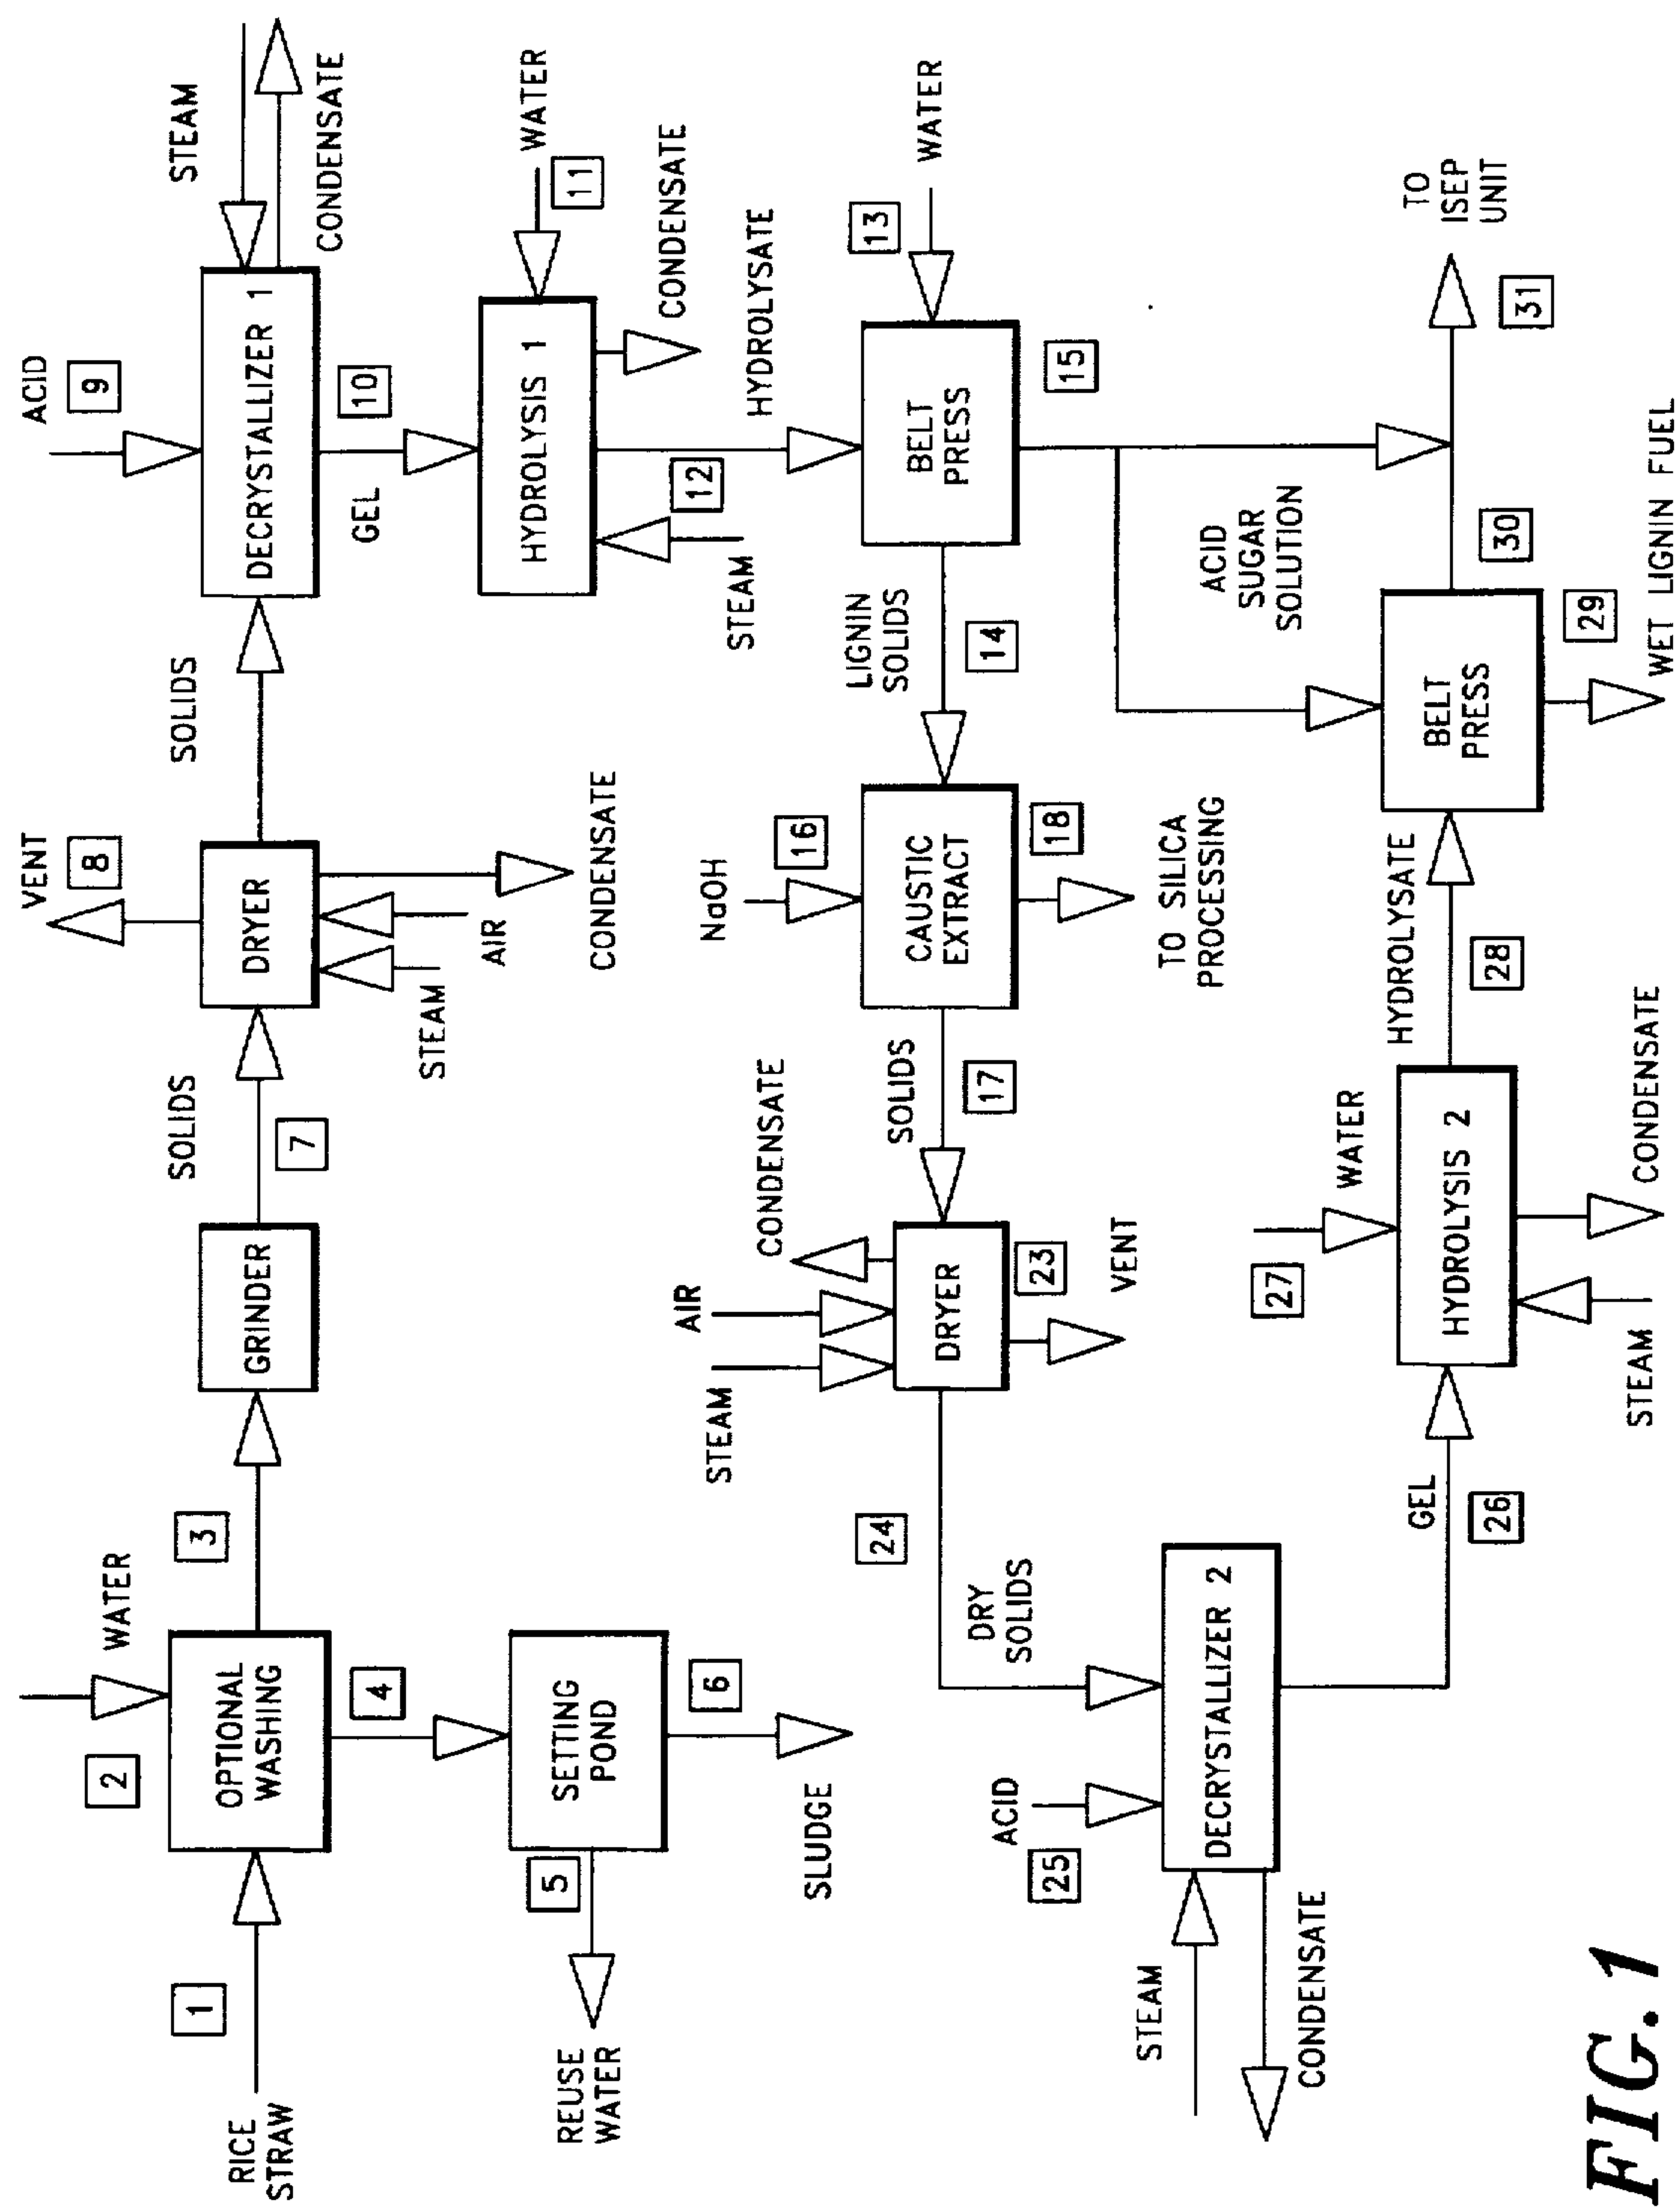 RICE
STRAW
1
2
WATER
OPTIONAL
WASHING
3
4
SETTING
POND
5
REUSE
WATER
6
SLUDGE
GRINDER
SOLIDS
7
VENT
8
DRYER
STEAM
AIR
CONDENSATE
SOLIDS
ACID
9
DECRYSTALLIZER 1
STEAM
CONDENSATE
10
GEL
HYDROLYSIS 1
WATER
11
CONDENSATE
STEAM
12
HYDROLYSATE
WATER
13
BELT
PRESS
15
LIGNIN
SOLIDS
14
NaOH
16
CAUSTIC
EXTRACT
18
TO SILICA
PROCESSING
SOLIDS
17
CONDENSATE
AIR
STEAM
DRYER
23
VENT
24
DRY
SOLIDS
ACID
25
DECRYSTALLIZER 2
STEAM
CONDENSATE
GEL
26
WATER
27
HYDROLYSIS 2
STEAM
CONDENSATE
HYDROLYSATE
28
ACID
SUGAR
SOLUTION
BELT
PRESS
30
29
WET LIGNIN FUEL
31
TO
ISEP
UNIT
FIG.1